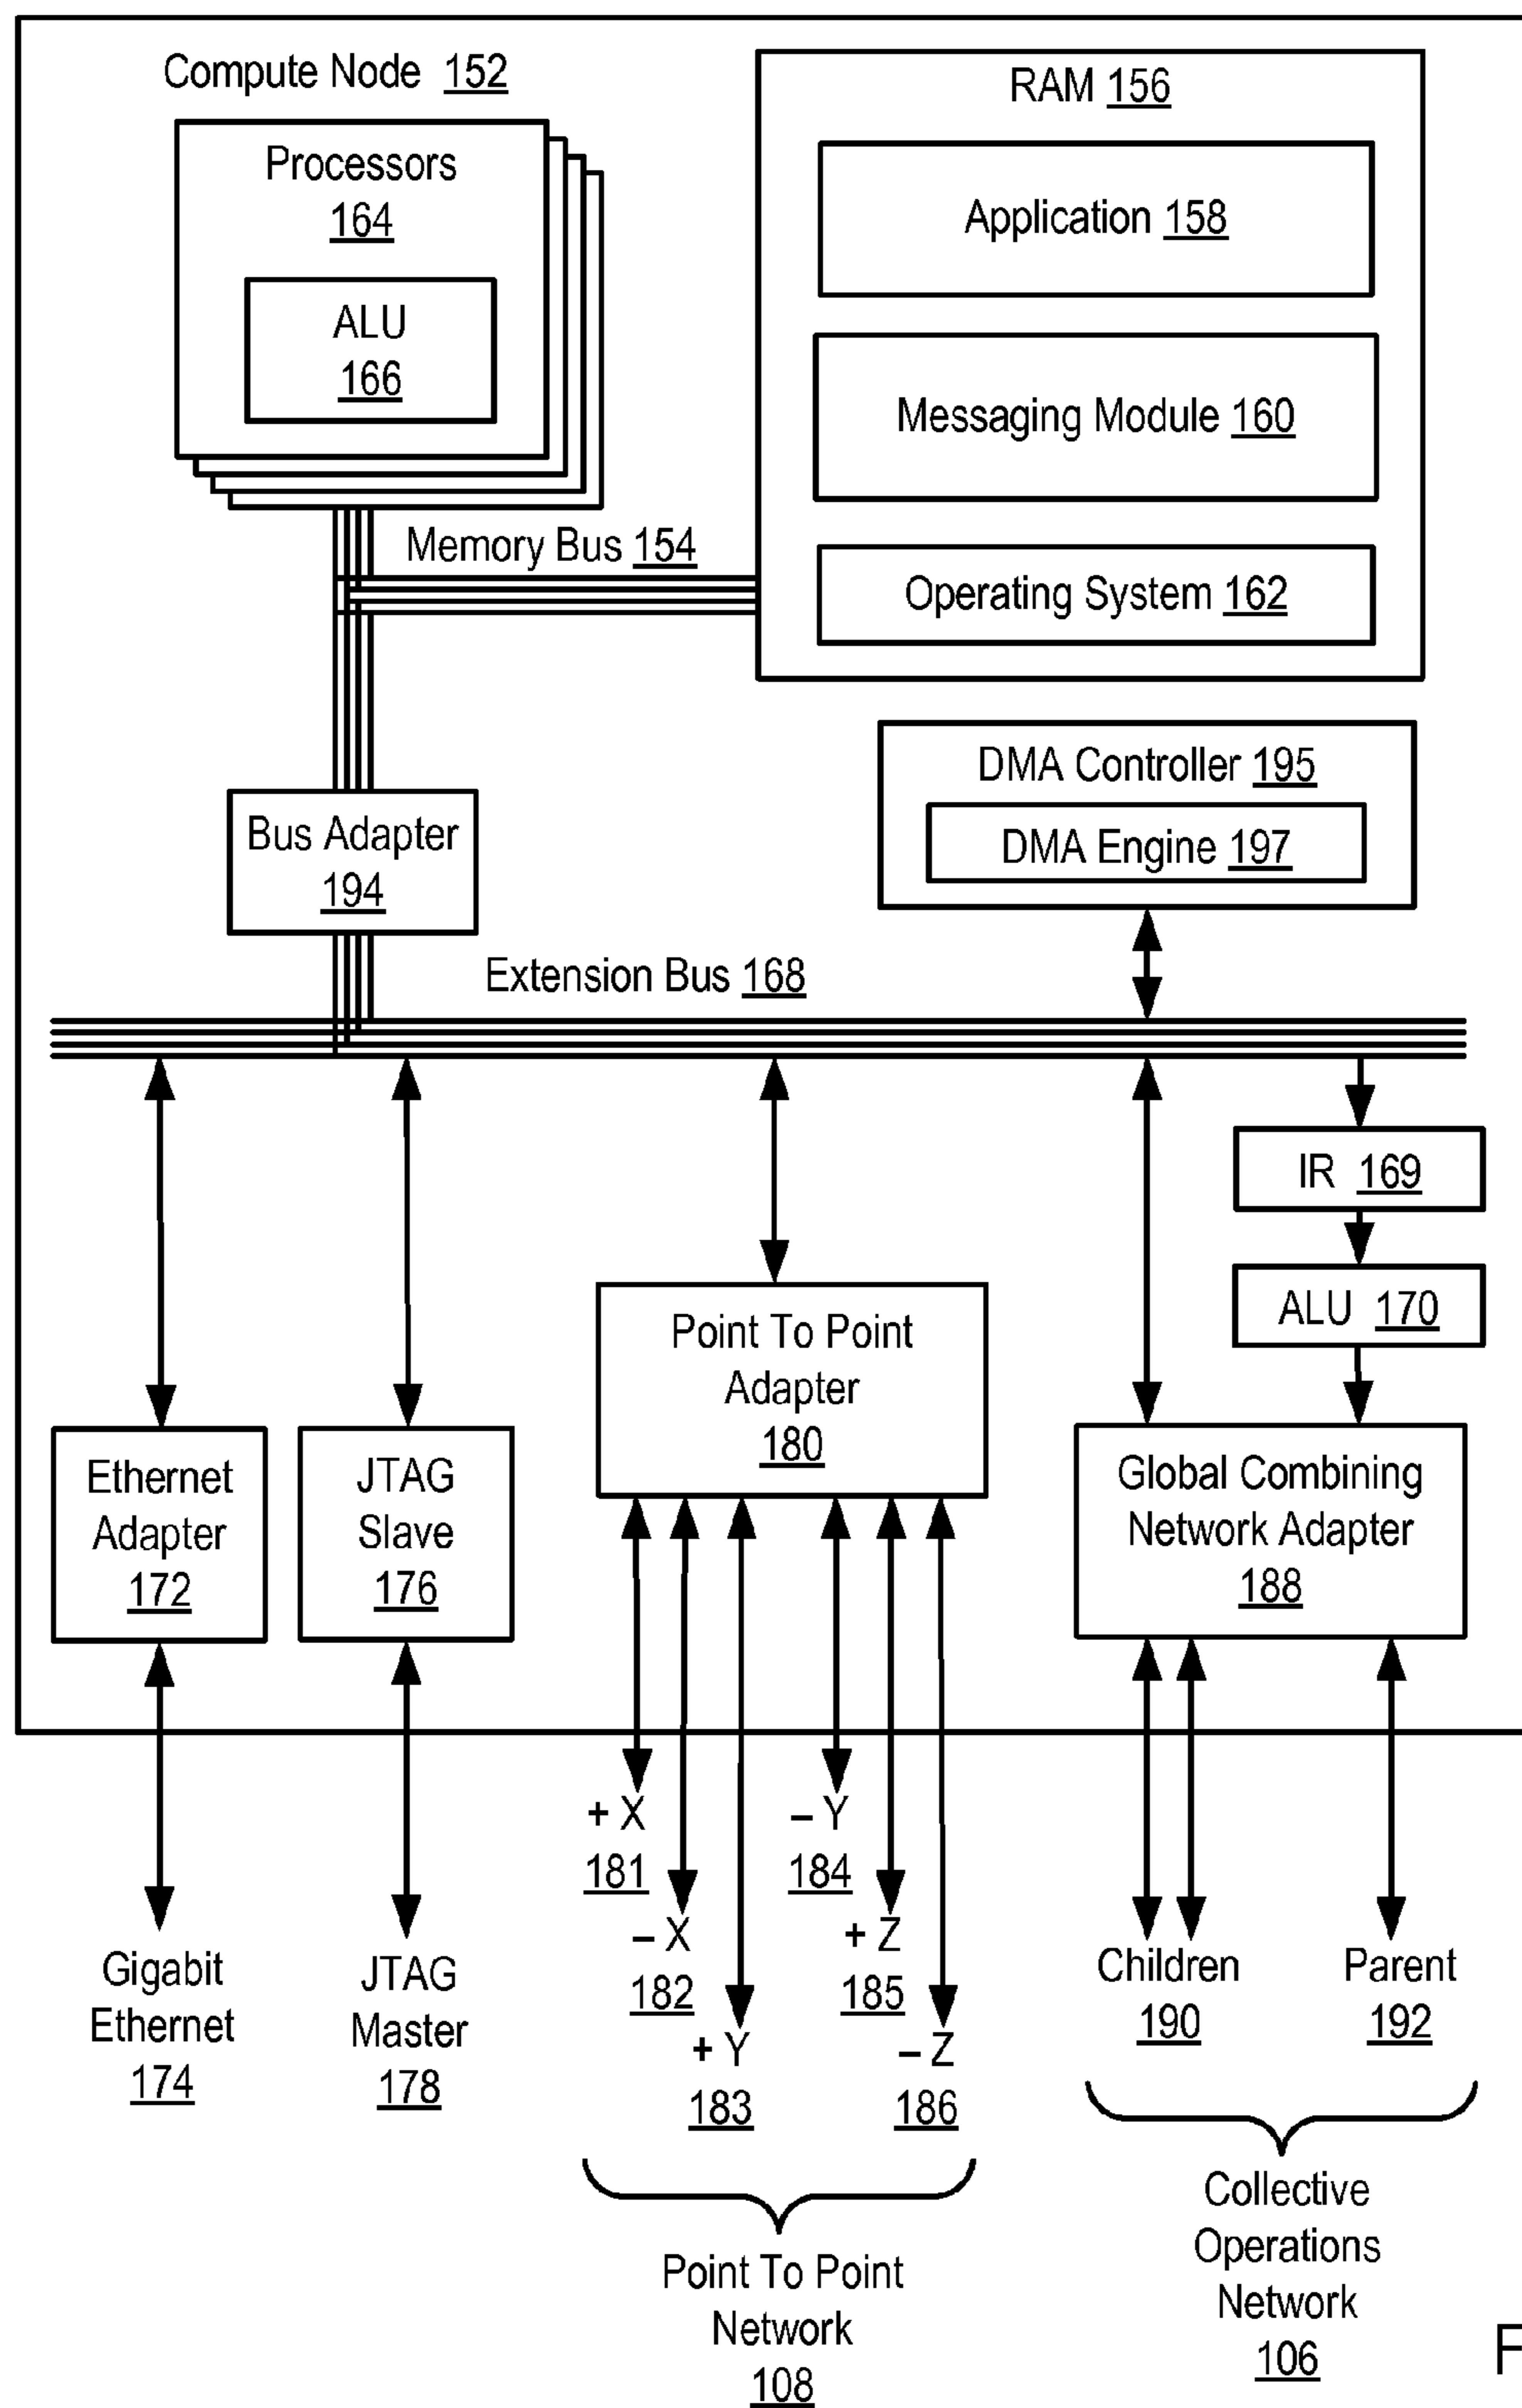 Compute Node 152
Processors
164
ALU
166
RAM 156
Application 158
Messaging Module 160
Operating System 162
Memory Bus 154
DMA Controller 195
DMA Engine 197
Bus Adapter
194
Extension Bus 168
IR 169
ALU 170
Point To Point
Adapter
180
Ethernet
Adapter
172
JTAG
Slave
176
Global Combining
Network Adapter
188
+ X
181
– X
182
+ Y
183
– Y
184
+ Z
185
– Z
186
Gigabit
Ethernet
174
JTAG
Master
178
Children
190
Parent
192
Point To Point
Network
108
Collective
Operations
Network
106
F